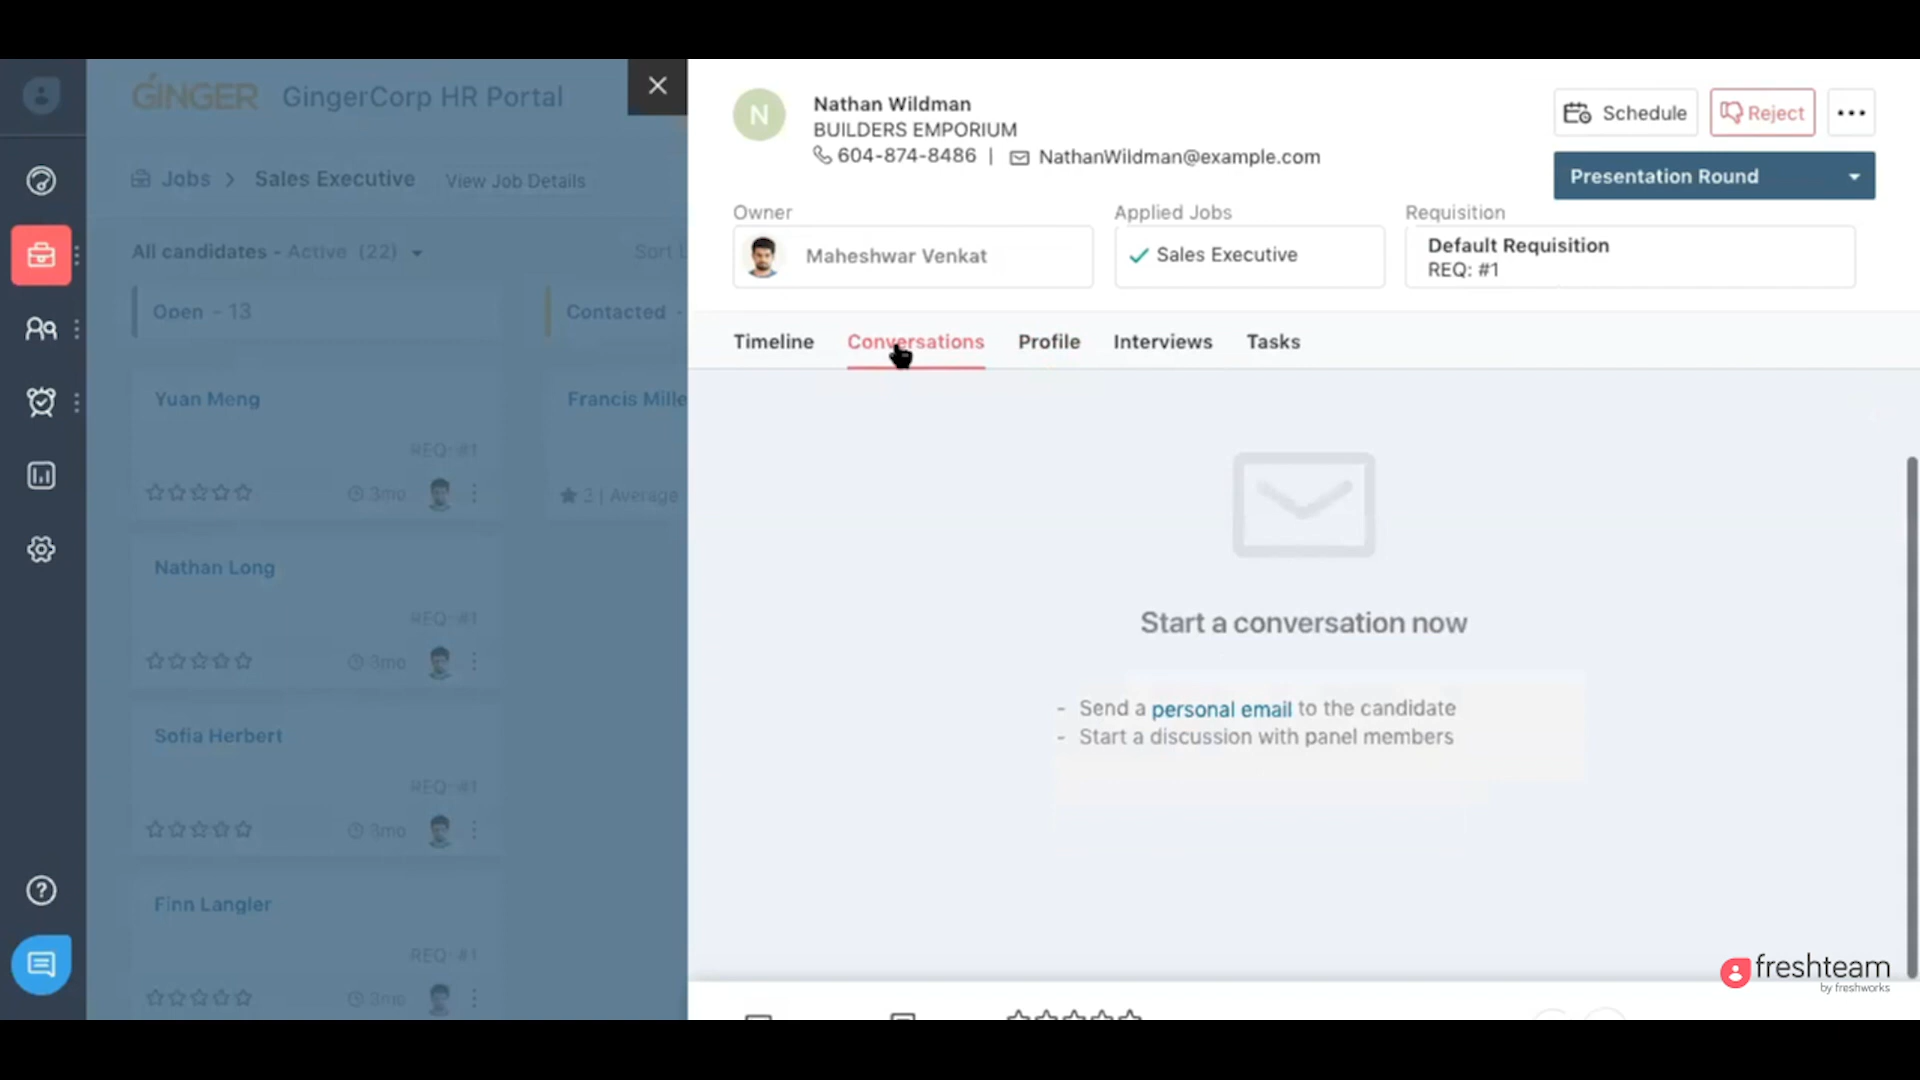 GINGER GingerCorp HR Portal
Jobs > Sales Executive View Job Details
All candidates - Active (22)
Open - 13
Contacted -
Yuan Meng
REQ: #1
3mo
Francis Mille
Average
Nathan Long
REQ: #1
3mo
Sofia Herbert
REQ: #1
3mo
Finn Langler
REQ: #1
3mo
N
Nathan Wildman
BUILDERS EMPORIUM
604-874-8486 | NathanWildman@example.com
Schedule
Reject
Presentation Round
Owner
Maheshwar Venkat
Applied Jobs
Sales Executive
Requisition
Default Requisition
REQ: #1
Timeline
Conversations
Profile
Interviews
Tasks
Start a conversation now
- Send a personal email to the candidate
- Start a discussion with panel members
freshteam
by freshworks